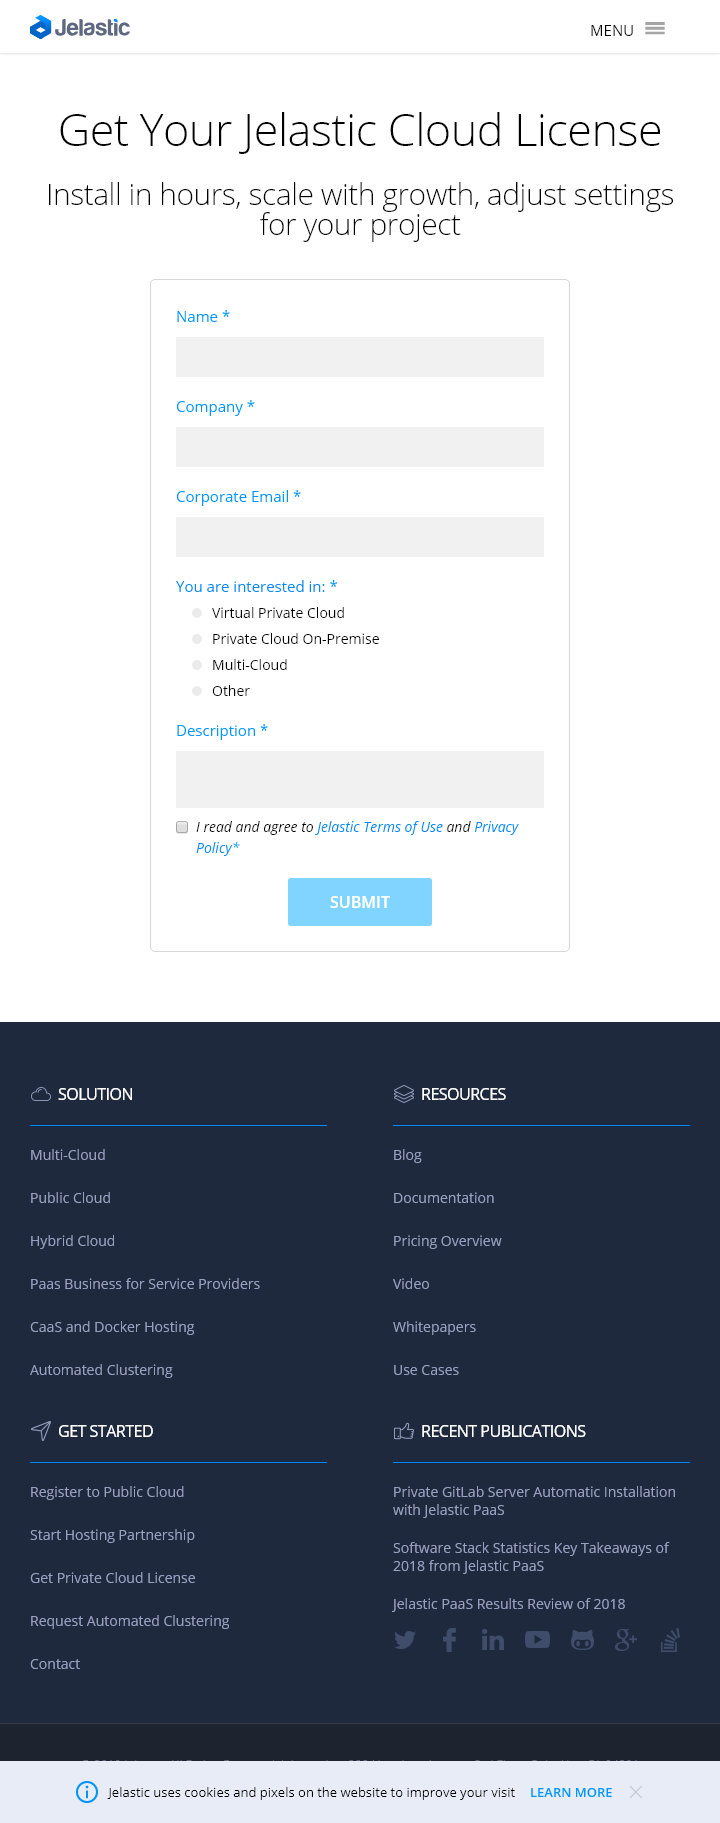 Jelastic
MENU
Get Your Jelastic Cloud License
Install in hours, scale with growth, adjust settings
for your project
Name *
Company *
Corporate Email *
You are interested in: *
Virtual Private Cloud
Private Cloud On-Premise
Multi-Cloud
Other
Description *
I read and agree to Jelastic Terms of Use and Privacy
Policy*
SUBMIT
SOLUTION
Multi-Cloud
Public Cloud
Hybrid Cloud
Paas Business for Service Providers
CaaS and Docker Hosting
Automated Clustering
RESOURCES
Blog
Documentation
Pricing Overview
Video
Whitepapers
Use Cases
GET STARTED
Register to Public Cloud
Start Hosting Partnership
Get Private Cloud License
Request Automated Clustering
Contact
RECENT PUBLICATIONS
Private GitLab Server Automatic Installation
with Jelastic PaaS
Software Stack Statistics Key Takeaways of
2018 from Jelastic PaaS
Jelastic PaaS Results Review of 2018
Jelastic uses cookies and pixels on the website to improve your visit LEARN MORE